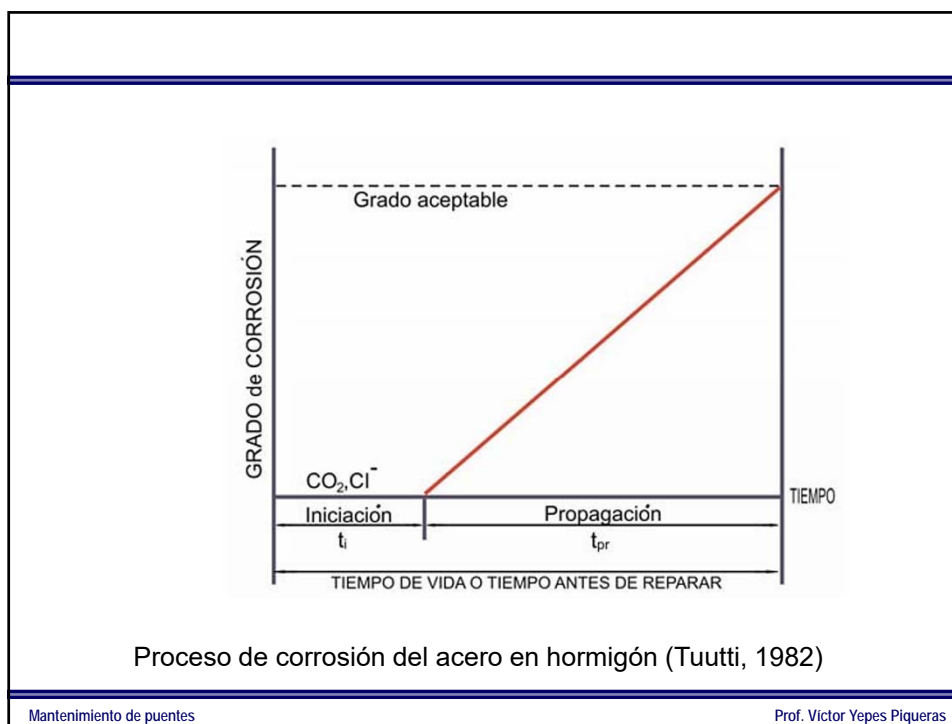 Grado aceptable
GRADO de CORROSIÓN
CO₂,Cl⁻
TIEMPO
Iniciación
Propagación
tᵢ
tpr
TIEMPO DE VIDA O TIEMPO ANTES DE REPARAR
Proceso de corrosión del acero en hormigón (Tuutti, 1982)
Mantenimiento de puentes
Prof. Víctor Yepes Piqueras